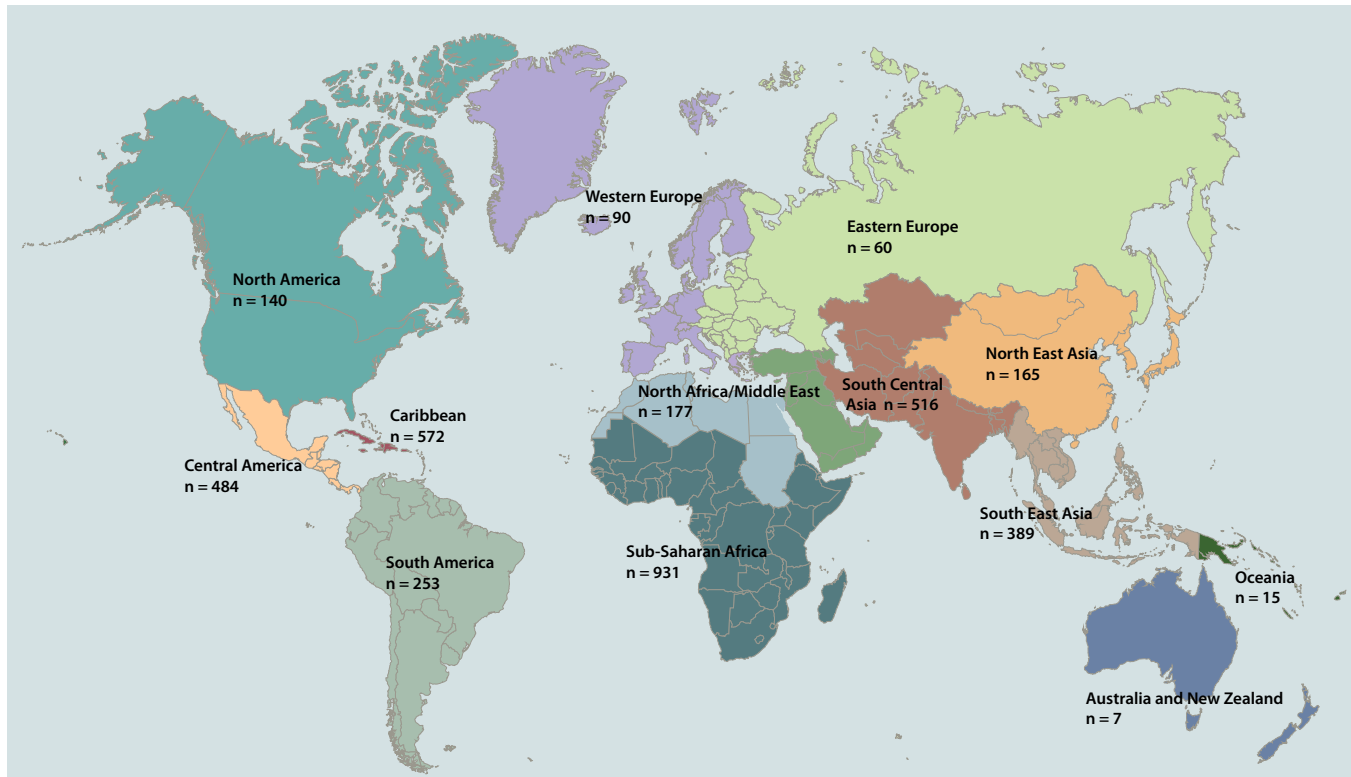 Western Europe
n = 90
Eastern Europe
n = 60
North America
n = 140
North East Asia
n = 165
North Africa/Middle East
n = 177
South Central
Asia n = 516
Caribbean
n = 572
Central America
n = 484
South East Asia
n = 389
Sub-Saharan Africa
n = 931
South America
n = 253
Oceania
n = 15
Australia and New Zealand
n = 7